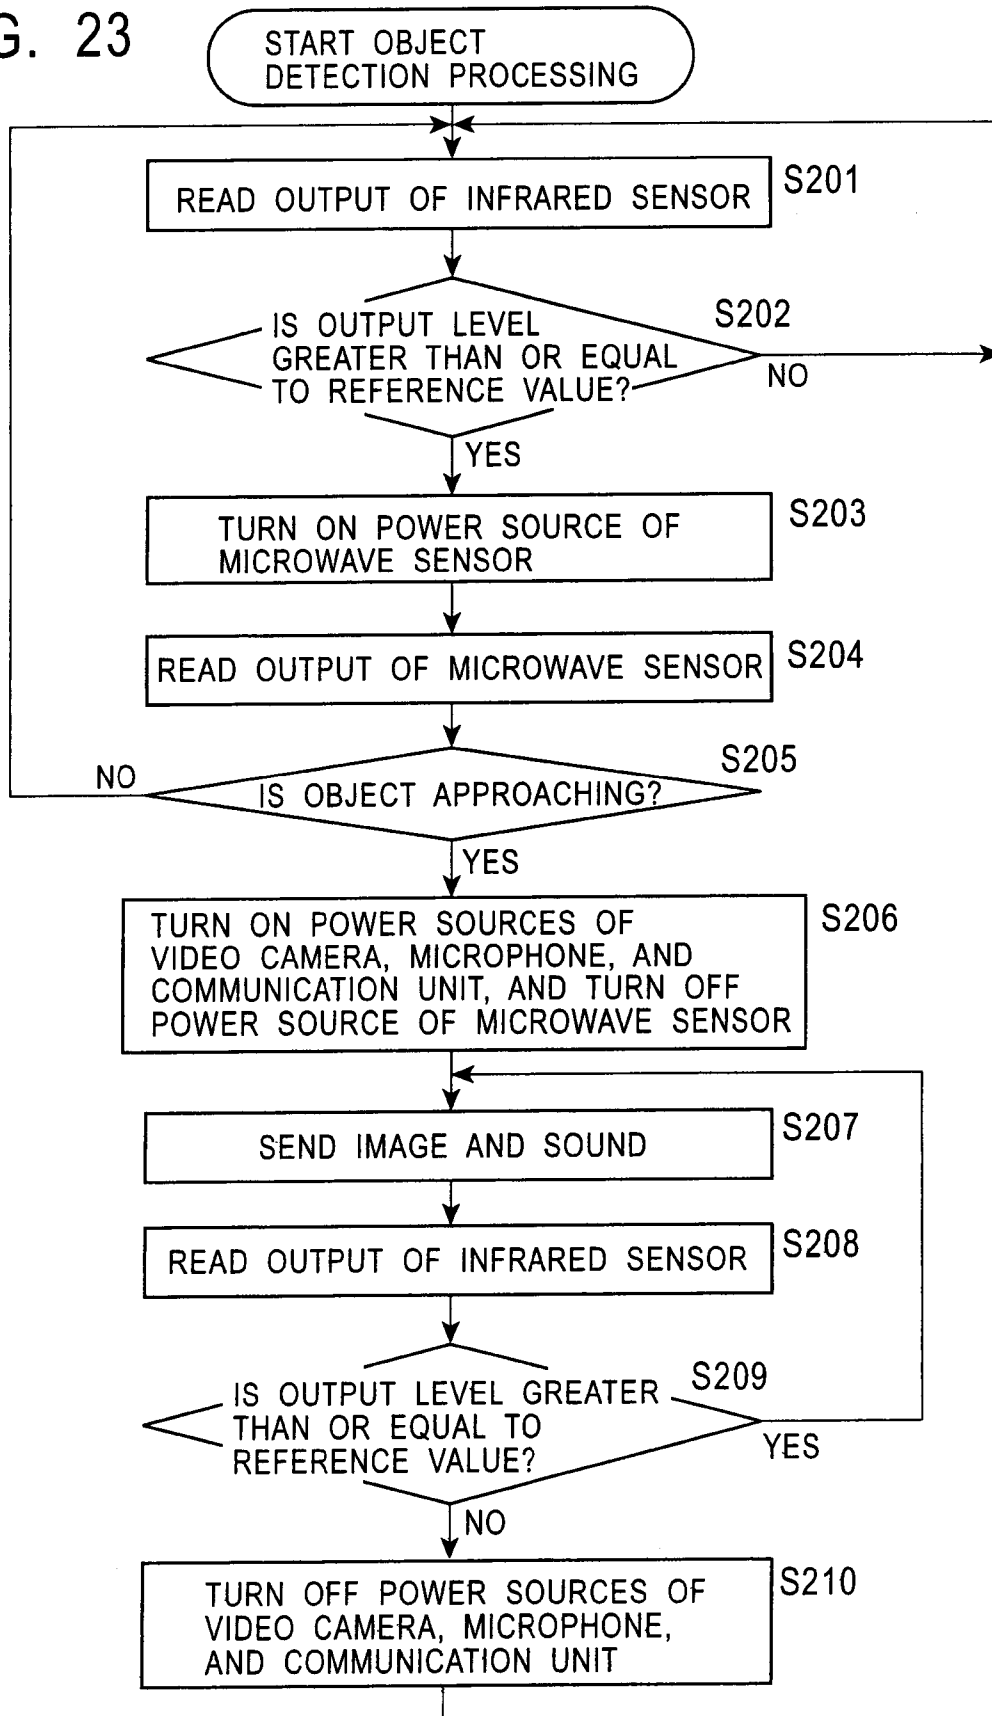 G. 23
START OBJECT
DETECTION PROCESSING
READ OUTPUT OF INFRARED SENSOR
S201
IS OUTPUT LEVEL
GREATER THAN OR EQUAL
TO REFERENCE VALUE?
S202
NO
YES
TURN ON POWER SOURCE OF
MICROWAVE SENSOR
S203
READ OUTPUT OF MICROWAVE SENSOR
S204
IS OBJECT APPROACHING?
S205
NO
YES
TURN ON POWER SOURCES OF
VIDEO CAMERA, MICROPHONE, AND
COMMUNICATION UNIT, AND TURN OFF
POWER SOURCE OF MICROWAVE SENSOR
S206
SEND IMAGE AND SOUND
S207
READ OUTPUT OF INFRARED SENSOR
S208
IS OUTPUT LEVEL GREATER
THAN OR EQUAL TO
REFERENCE VALUE?
S209
YES
NO
TURN OFF POWER SOURCES OF
VIDEO CAMERA, MICROPHONE,
AND COMMUNICATION UNIT
S210